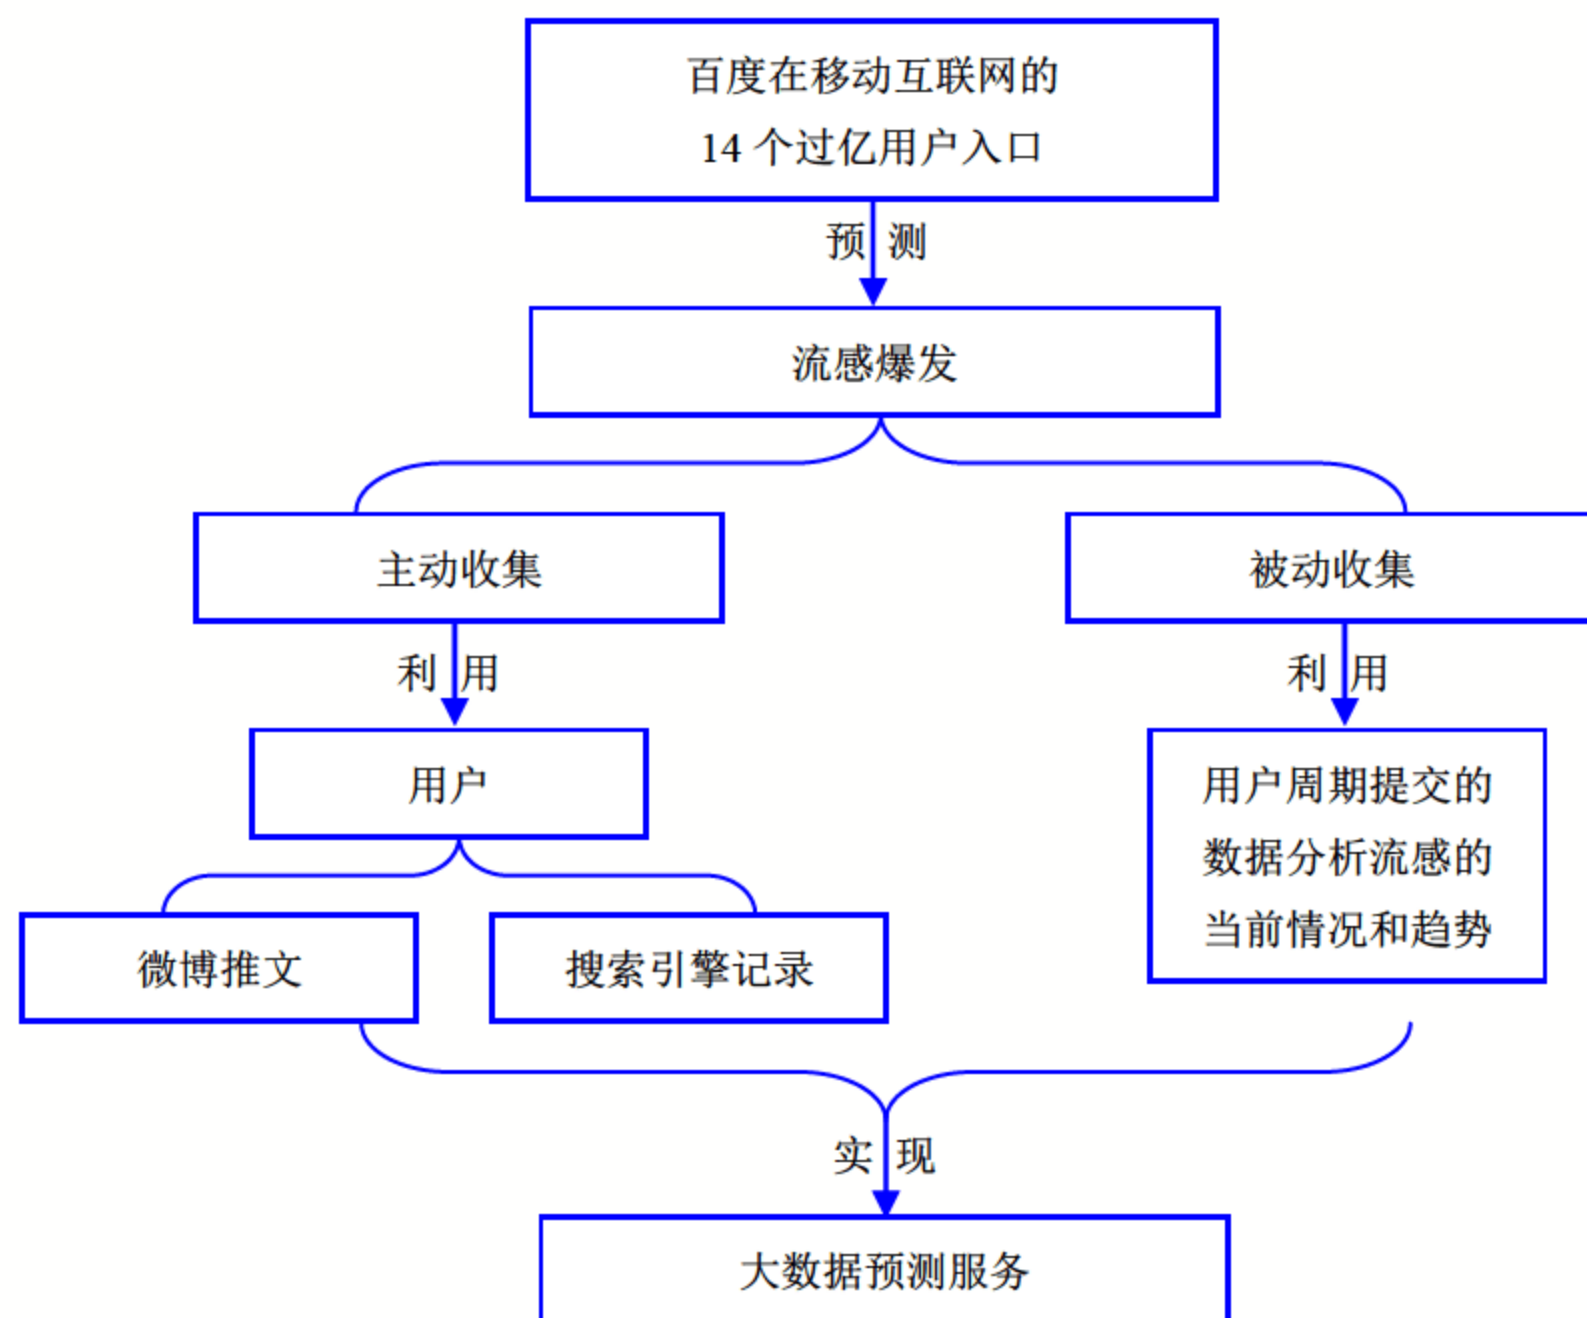 百度在移动互联网的
14 个过亿用户入口
预 测
流感爆发
主动收集
被动收集
利 用
利 用
用户
用户周期提交的
数据分析流感的
当前情况和趋势
微博推文
搜索引擎记录
实 现
大数据预测服务